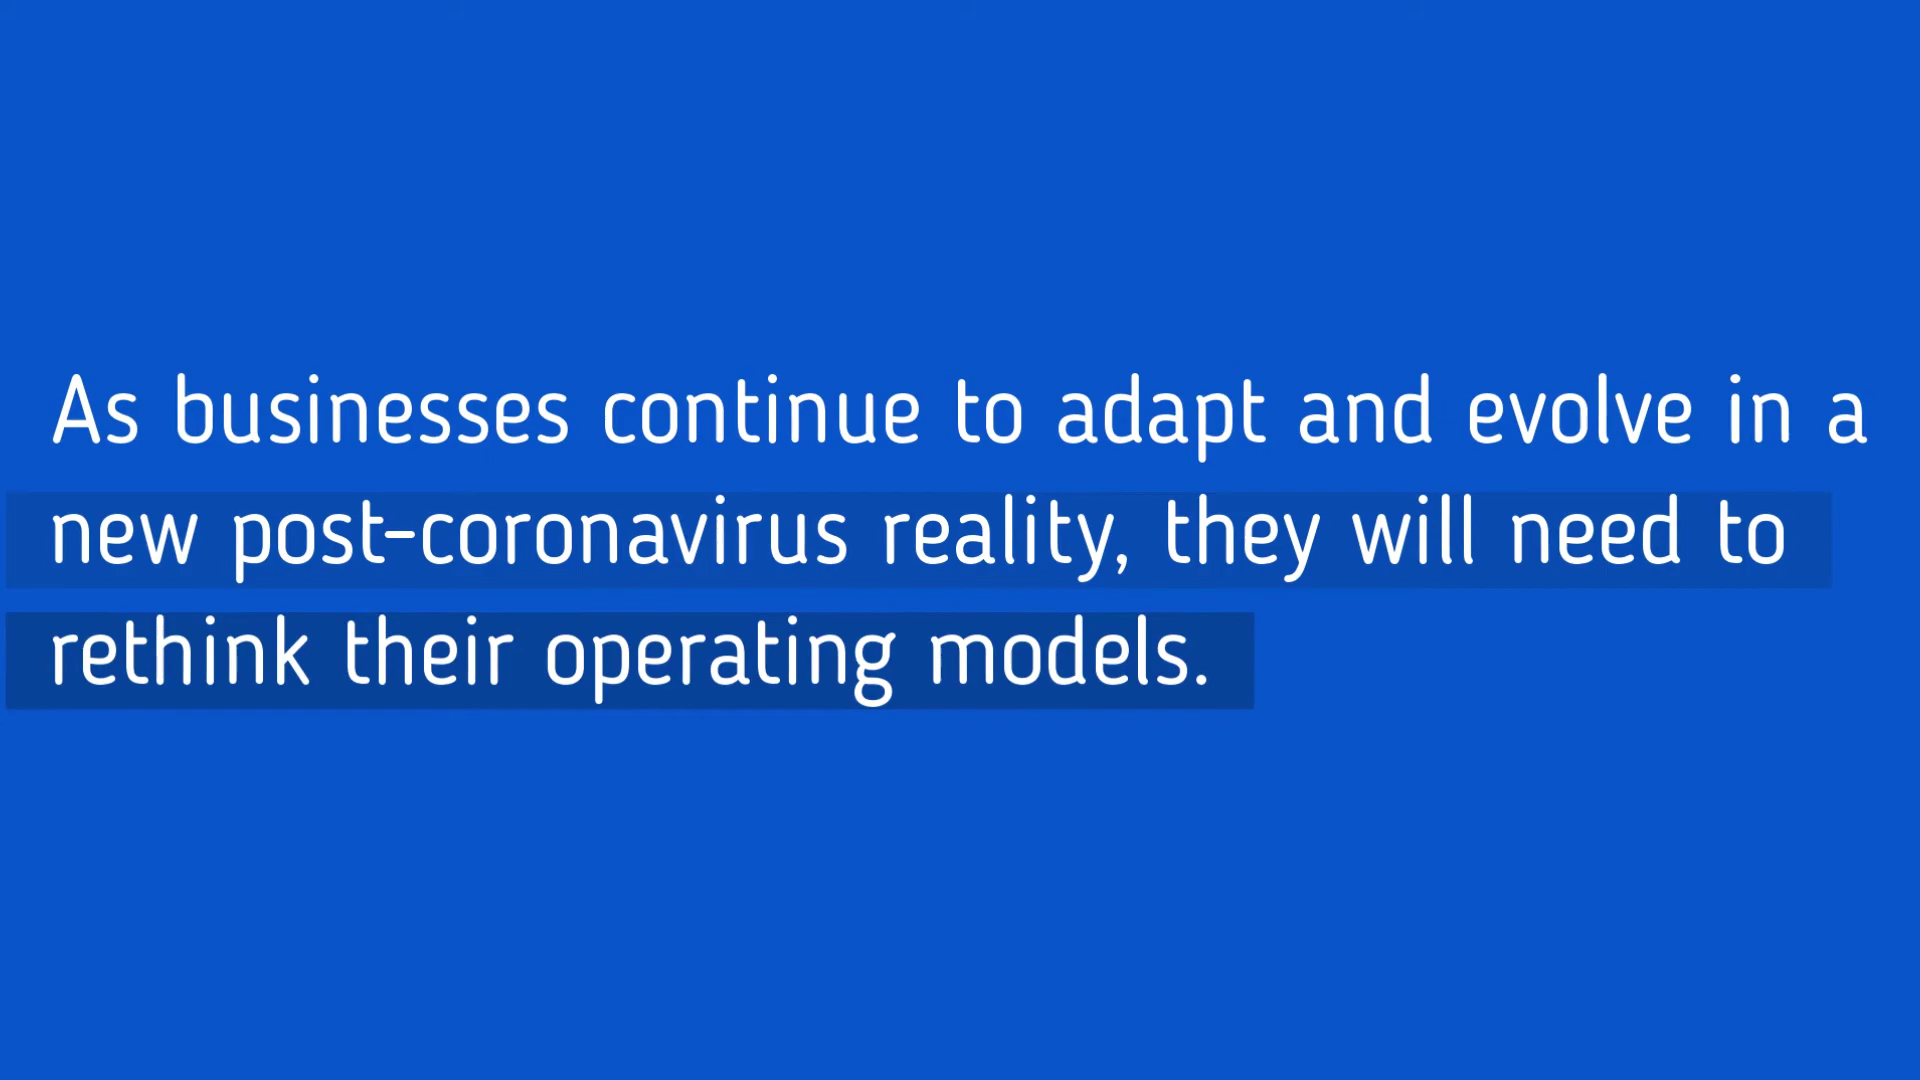 As businesses continue to adapt and evolve in a
new post-coronavirus reality, they will need to
rethink their operating models.